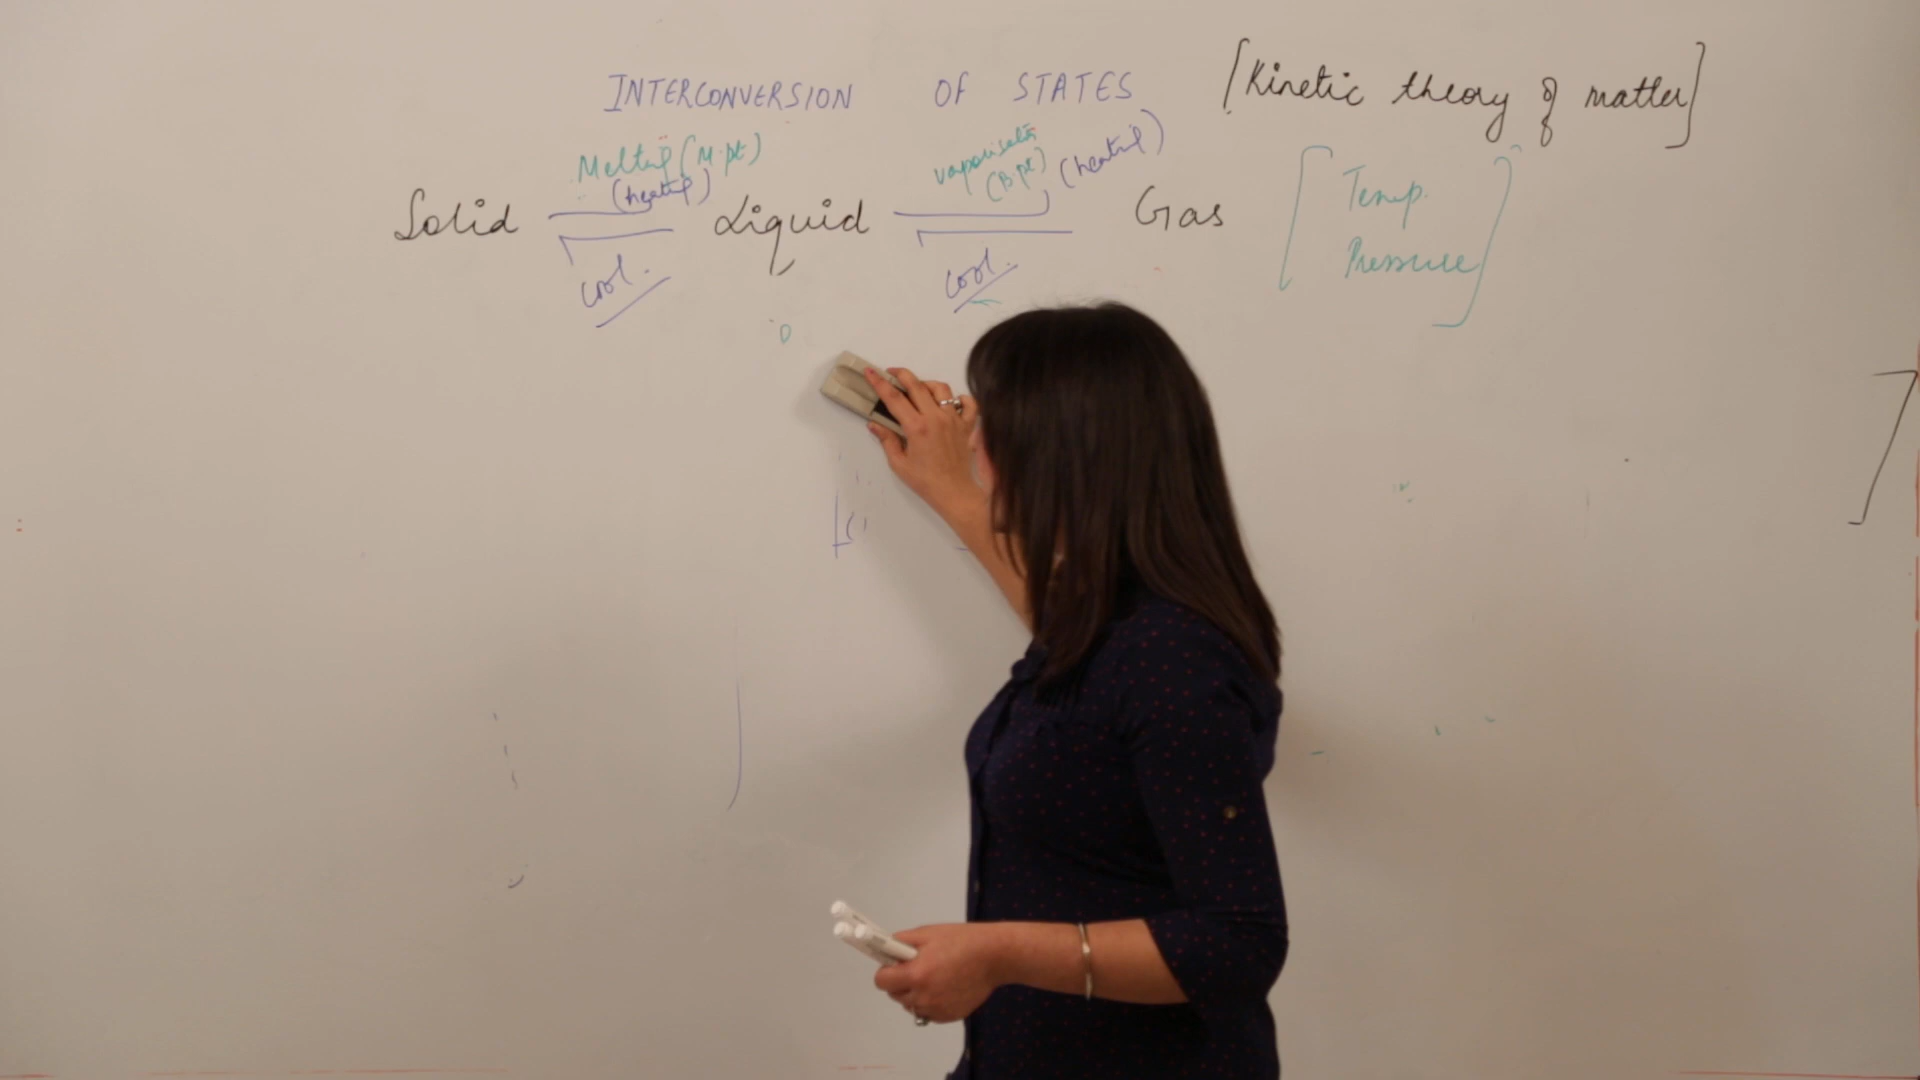 INTERCONVERSION OF STATES [Kinetic theory of matter]
Melting (M.pt) vaporisation (B.pt) (heating)
(heating)
Solid Liquid Gas [Temp. Pressure]
cool. cool.